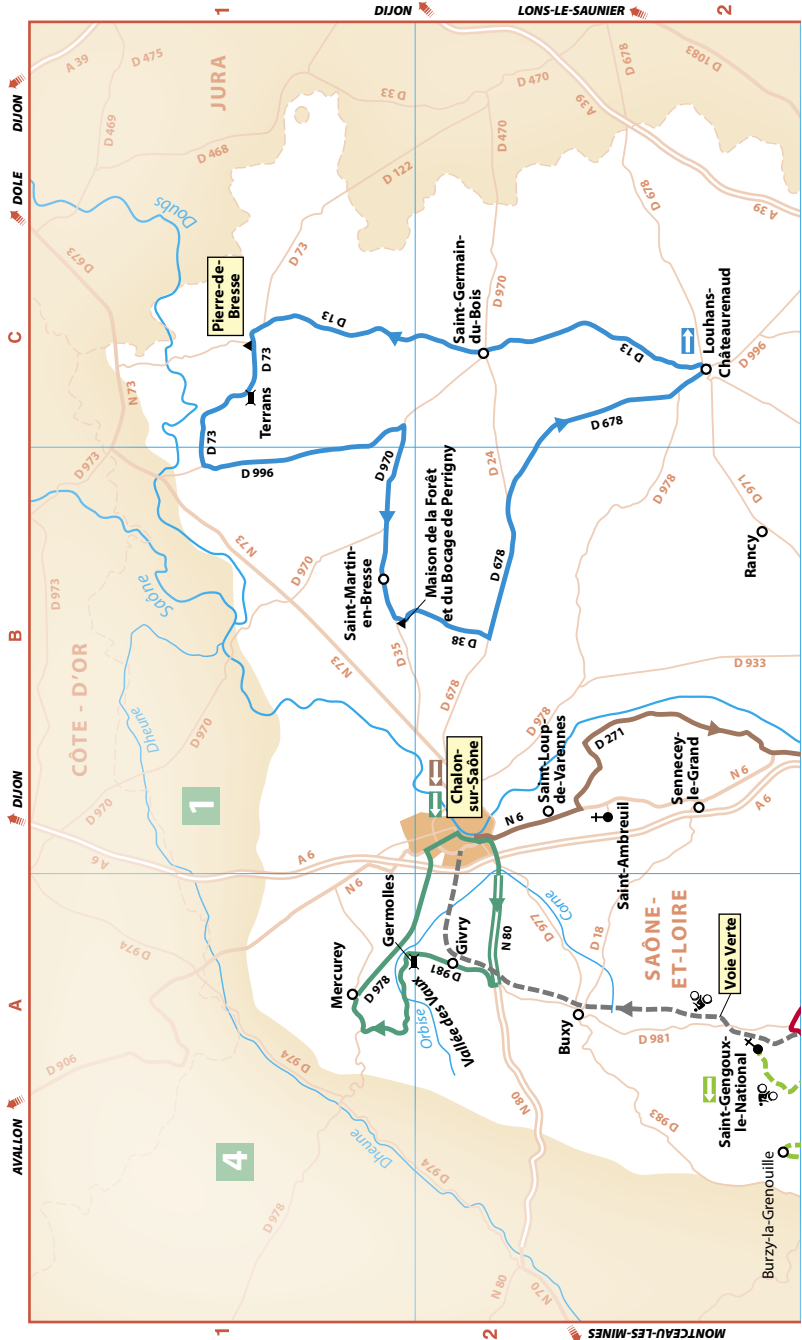 AVALLON
DIJON
DOLE
DIJON
A
B
C
1
2
1
2
DIJON
LONS-LE-SAUNIER
MONTCEAU-LES-MINES
CÔTE - D'OR
JURA
SAÔNE-
ET-LOIRE
4
1
D 906
D 974
D 978
D 974
Dheune
N 80
N 70
N 80
D 983
D 974
A 6
D 970
D 973
D 970
Dheune
Saône
D 973
N 73
D 673
Doubs
D 469
A 39
D 475
D 468
D 33
D 122
D 73
D 470
D 470
D 678
A 39
D 1083
D 678
A 39
N 6
A 6
N 73
D 970
N 73
Pierre-de-
Bresse
D 73
Terrans
D 73
D 996
D 13
D 970
Saint-Martin-
en-Bresse
Maison de la Forêt
et du Bocage de Perrigny
D 35
D 38
D 678
D 678
D 24
Saint-Germain-
du-Bois
D 970
D 13
D 678
Louhans-
Châteaurenaud
D 996
D 978
D 971
Rancy
D 933
D 978
Chalon-
sur-Saône
Mercurey
D 978
Germolles
Orbise
Vallée des Vaux
D 981
Givry
N 80
Corne
D 977
D 18
N 6
Saint-Loup-
de-Varennes
D 271
Saint-Ambreuil
Sennecey-
le-Grand
N 6
A 6
Buxy
D 981
Voie Verte
Saint-Gengoux-
le-National
Burzy-la-Grenouille